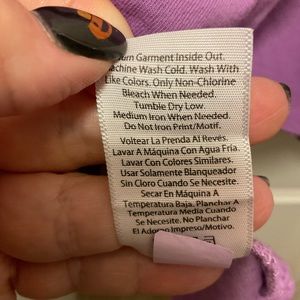 Turn Garment Inside Out.
Machine Wash Cold. Wash With
Like Colors. Only Non-Chlorine
Bleach When Needed.
Tumble Dry Low.
Medium Iron When Needed.
Do Not Iron Print/Motif.
Voltear La Prenda Al Revés.
Lavar A Máquina Con Agua Fria.
Lavar Con Colores Similares.
Usar Solamente Blanqueador
Sin Cloro Cuando Se Necesite.
Secar En Máquina A
Temperatura Baja. Planchar A
Temperatura Media Cuando
Se Necesite. No Planchar
El Adorno Impreso/Motivo.